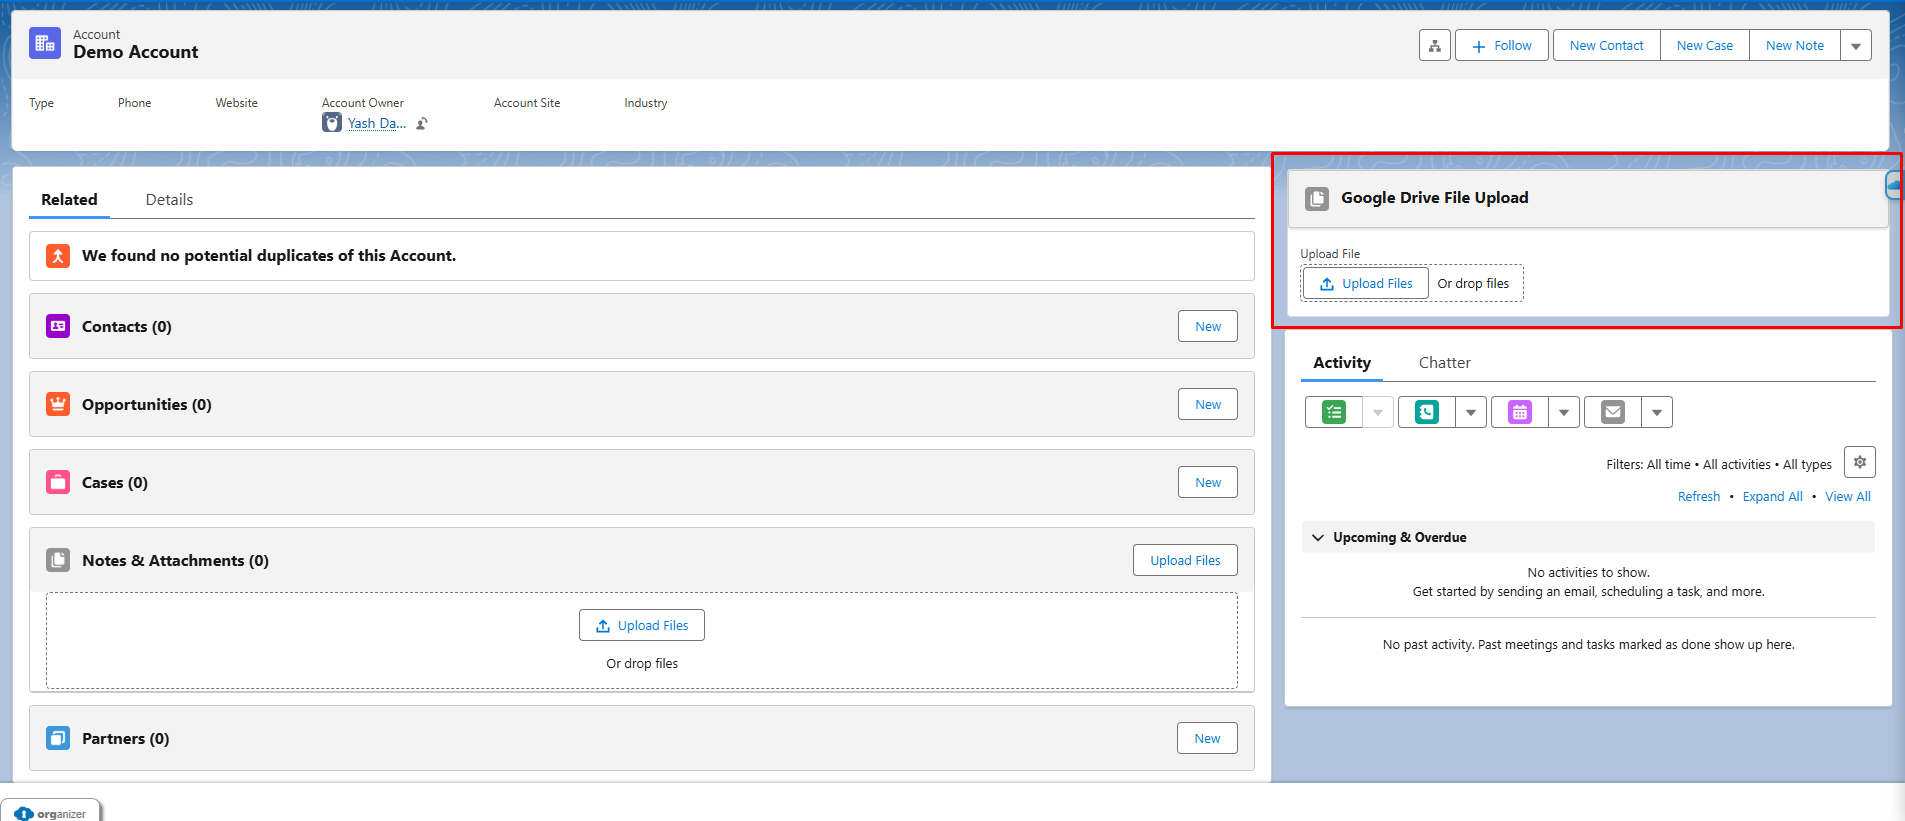 Account
Demo Account
Follow
New Contact
New Case
New Note
Type
Phone
Website
Account Owner
Account Site
Industry
Yash Da...
Related
Details
We found no potential duplicates of this Account.
Contacts (0)
New
Opportunities (0)
New
Cases (0)
New
Notes & Attachments (0)
Upload Files
Upload Files
Or drop files
Partners (0)
New
Google Drive File Upload
Upload File
Upload Files
Or drop files
Activity
Chatter
Filters: All time • All activities • All types
Refresh • Expand All • View All
Upcoming & Overdue
No activities to show.
Get started by sending an email, scheduling a task, and more.
No past activity. Past meetings and tasks marked as done show up here.
organizer